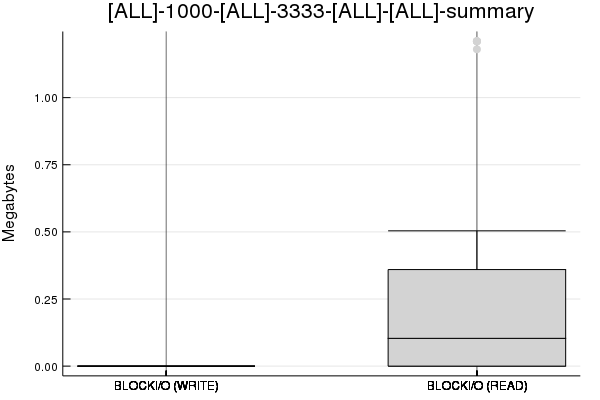 [ALL]-1000-[ALL]-3333-[ALL]-[ALL]-summary
Megabytes
1.00
0.75
0.50
0.25
0.00
BLOCKI/O (WRITE)
BLOCKI/O (READ)